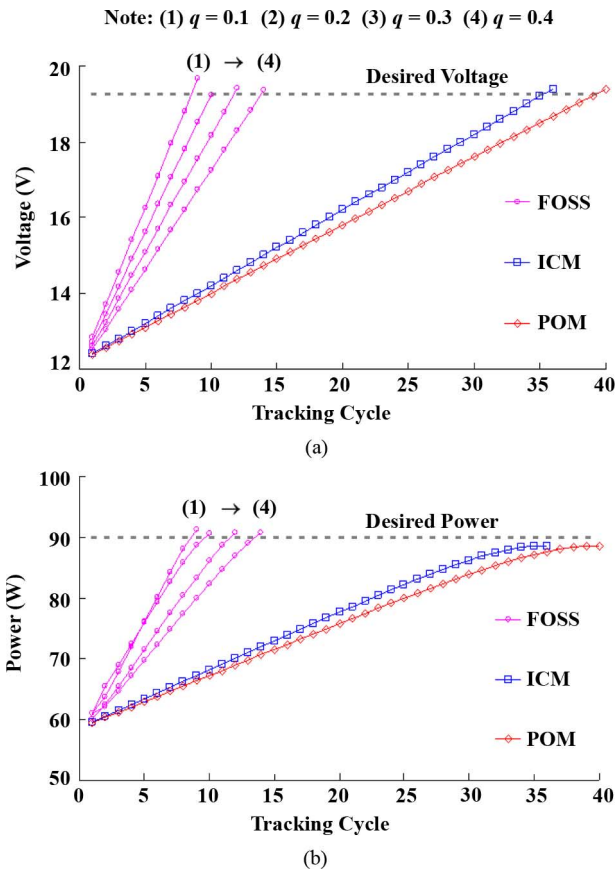 Note: (1) q = 0.1 (2) q = 0.2 (3) q = 0.3 (4) q = 0.4
(1) → (4)
Desired Voltage
20
18
16
14
12
Voltage (V)
FOSS
ICM
POM
0 5 10 15 20 25 30 35 40
Tracking Cycle
(a)
(1) → (4)
Desired Power
100
90
80
70
60
50
Power (W)
FOSS
ICM
POM
0 5 10 15 20 25 30 35 40
Tracking Cycle
(b)